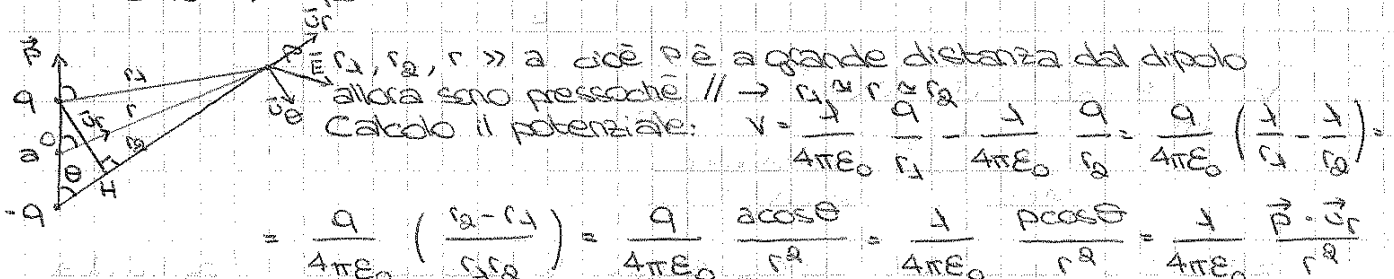 r₁, r₂, r >> a cioè P è a grande distanza dal dipolo
allora sono pressoché // → r₁ ≅ r ≅ r₂
Calcolo il potenziale: V = 1/4πε₀ q/r₁ - 1/4πε₀ q/r₂ = q/4πε₀ (1/r₁ - 1/r₂) =
= q/4πε₀ (r₂-r₁/r₁r₂) = q/4πε₀ acosθ/r² = 1/4πε₀ pcosθ/r² = 1/4πε₀ p⃗·u⃗r/r²
p⃗
q
a
O
θ
-q
H
r₁
r
r₂
u⃗r
P
E⃗
u⃗r
u⃗θ